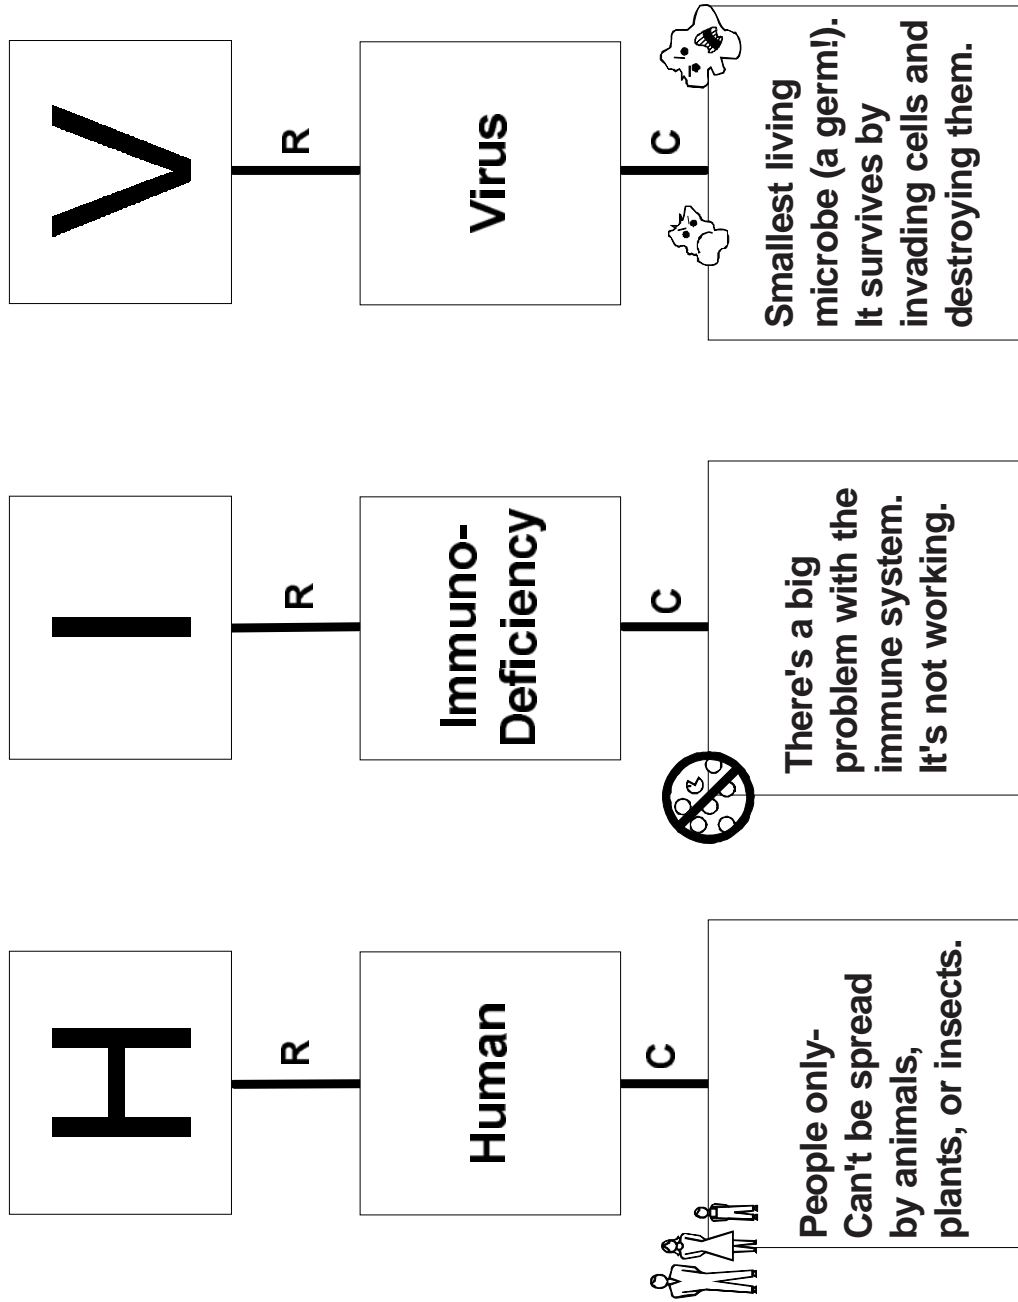 H
R
Human
C
People only-
Can't be spread
by animals,
plants, or insects.
I
R
Immuno-
Deficiency
C
There's a big
problem with the
immune system.
It's not working.
V
R
Virus
C
Smallest living
microbe (a germ!).
It survives by
invading cells and
destroying them.